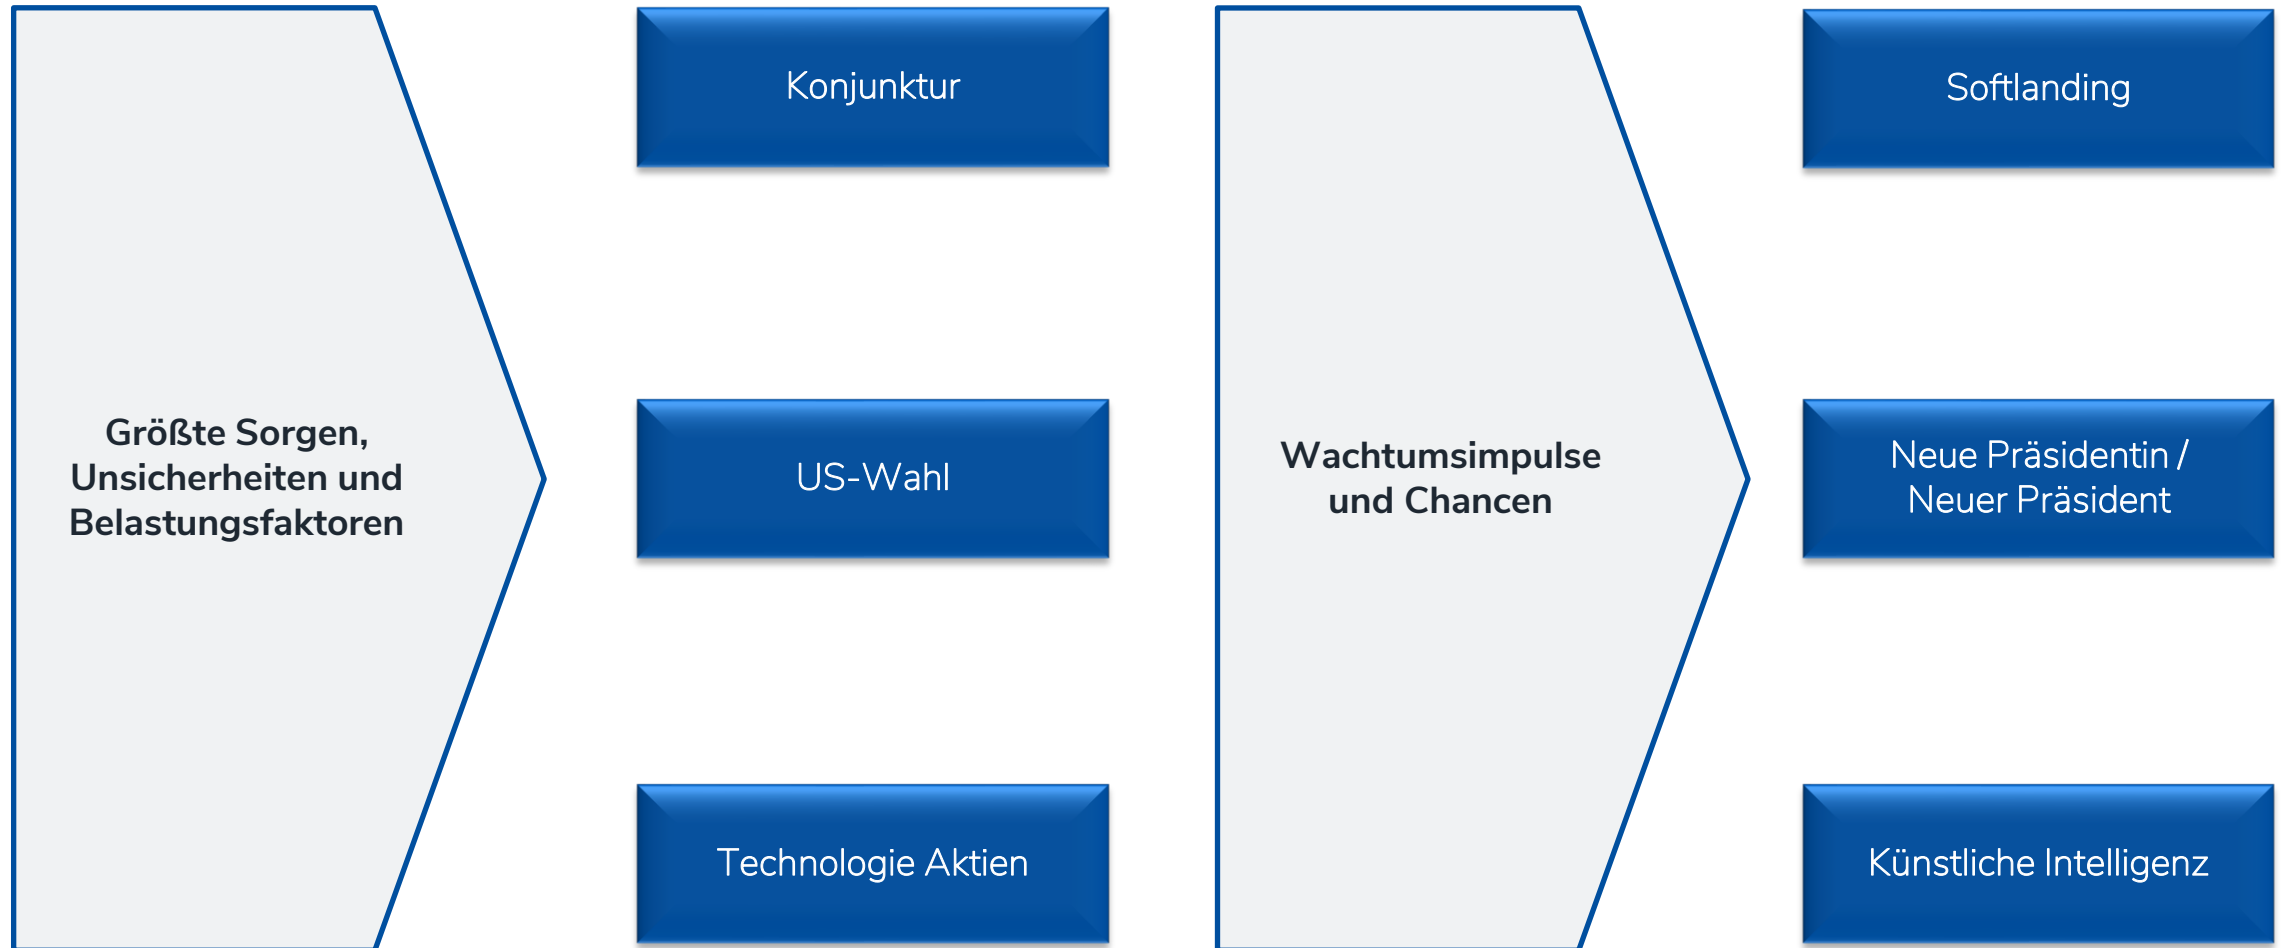 Größte Sorgen,
Unsicherheiten und
Belastungsfaktoren
Konjunktur
US-Wahl
Technologie Aktien
Wachtumsimpulse
und Chancen
Softlanding
Neue Präsidentin /
Neuer Präsident
Künstliche Intelligenz